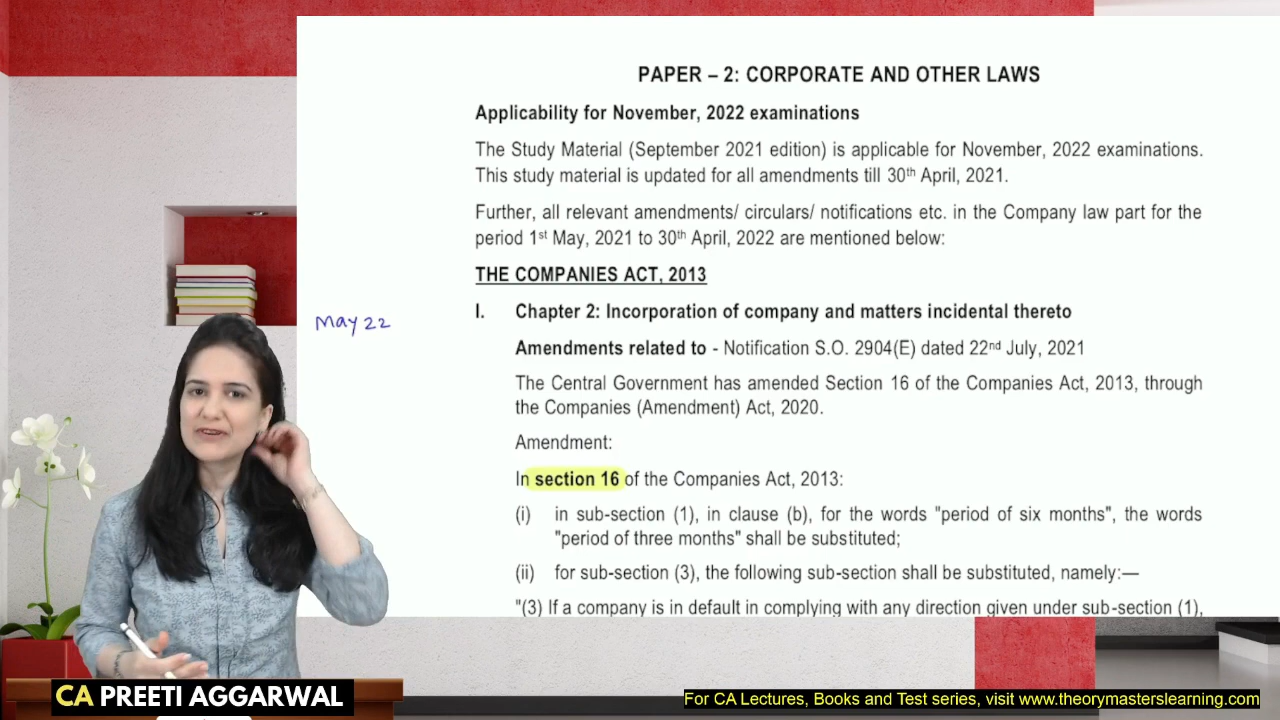 PAPER – 2: CORPORATE AND OTHER LAWS
Applicability for November, 2022 examinations
The Study Material (September 2021 edition) is applicable for November, 2022 examinations.
This study material is updated for all amendments till 30th April, 2021.
Further, all relevant amendments/ circulars/ notifications etc. in the Company law part for the
period 1st May, 2021 to 30th April, 2022 are mentioned below:
THE COMPANIES ACT, 2013
I. Chapter 2: Incorporation of company and matters incidental thereto
May 22
Amendments related to - Notification S.O. 2904(E) dated 22nd July, 2021
The Central Government has amended Section 16 of the Companies Act, 2013, through
the Companies (Amendment) Act, 2020.
Amendment:
In section 16 of the Companies Act, 2013:
(i) in sub-section (1), in clause (b), for the words "period of six months", the words
"period of three months" shall be substituted;
(ii) for sub-section (3), the following sub-section shall be substituted, namely:—
"(3) If a company is in default in complying with any direction given under sub-section (1),
CA PREETI AGGARWAL
For CA Lectures, Books and Test series, visit www.theorymasterslearning.com